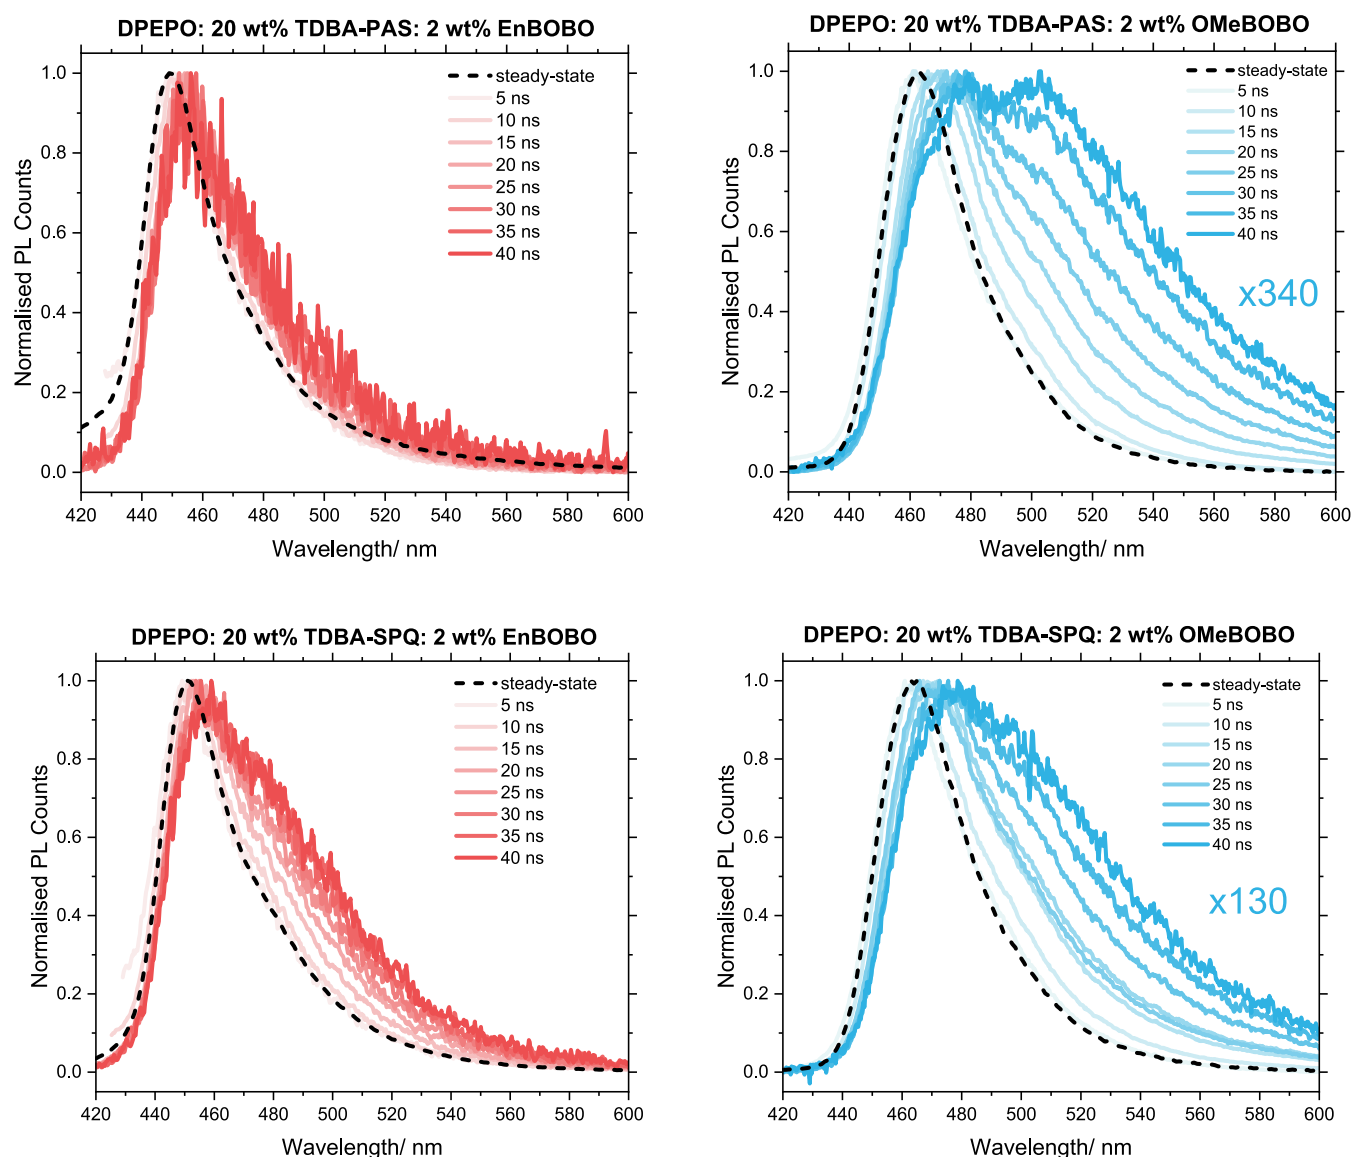 DPEPO: 20 wt% TDBA-PAS: 2 wt% EnBOBO
1.0
0.8
0.6
0.4
0.2
0.0
Normalised PL Counts
steady-state
5 ns
10 ns
15 ns
20 ns
25 ns
30 ns
35 ns
40 ns
420 440 460 480 500 520 540 560 580 600
Wavelength/ nm
DPEPO: 20 wt% TDBA-PAS: 2 wt% OMeBOBO
1.0
0.8
0.6
0.4
0.2
0.0
Normalised PL Counts
steady-state
5 ns
10 ns
15 ns
20 ns
25 ns
30 ns
35 ns
40 ns
x340
420 440 460 480 500 520 540 560 580 600
Wavelength/ nm
DPEPO: 20 wt% TDBA-SPQ: 2 wt% EnBOBO
1.0
0.8
0.6
0.4
0.2
0.0
Normalised PL Counts
steady-state
5 ns
10 ns
15 ns
20 ns
25 ns
30 ns
35 ns
40 ns
420 440 460 480 500 520 540 560 580 600
Wavelength/ nm
DPEPO: 20 wt% TDBA-SPQ: 2 wt% OMeBOBO
1.0
0.8
0.6
0.4
0.2
0.0
Normalised PL Counts
steady-state
5 ns
10 ns
15 ns
20 ns
25 ns
30 ns
35 ns
40 ns
x130
420 440 460 480 500 520 540 560 580 600
Wavelength/ nm